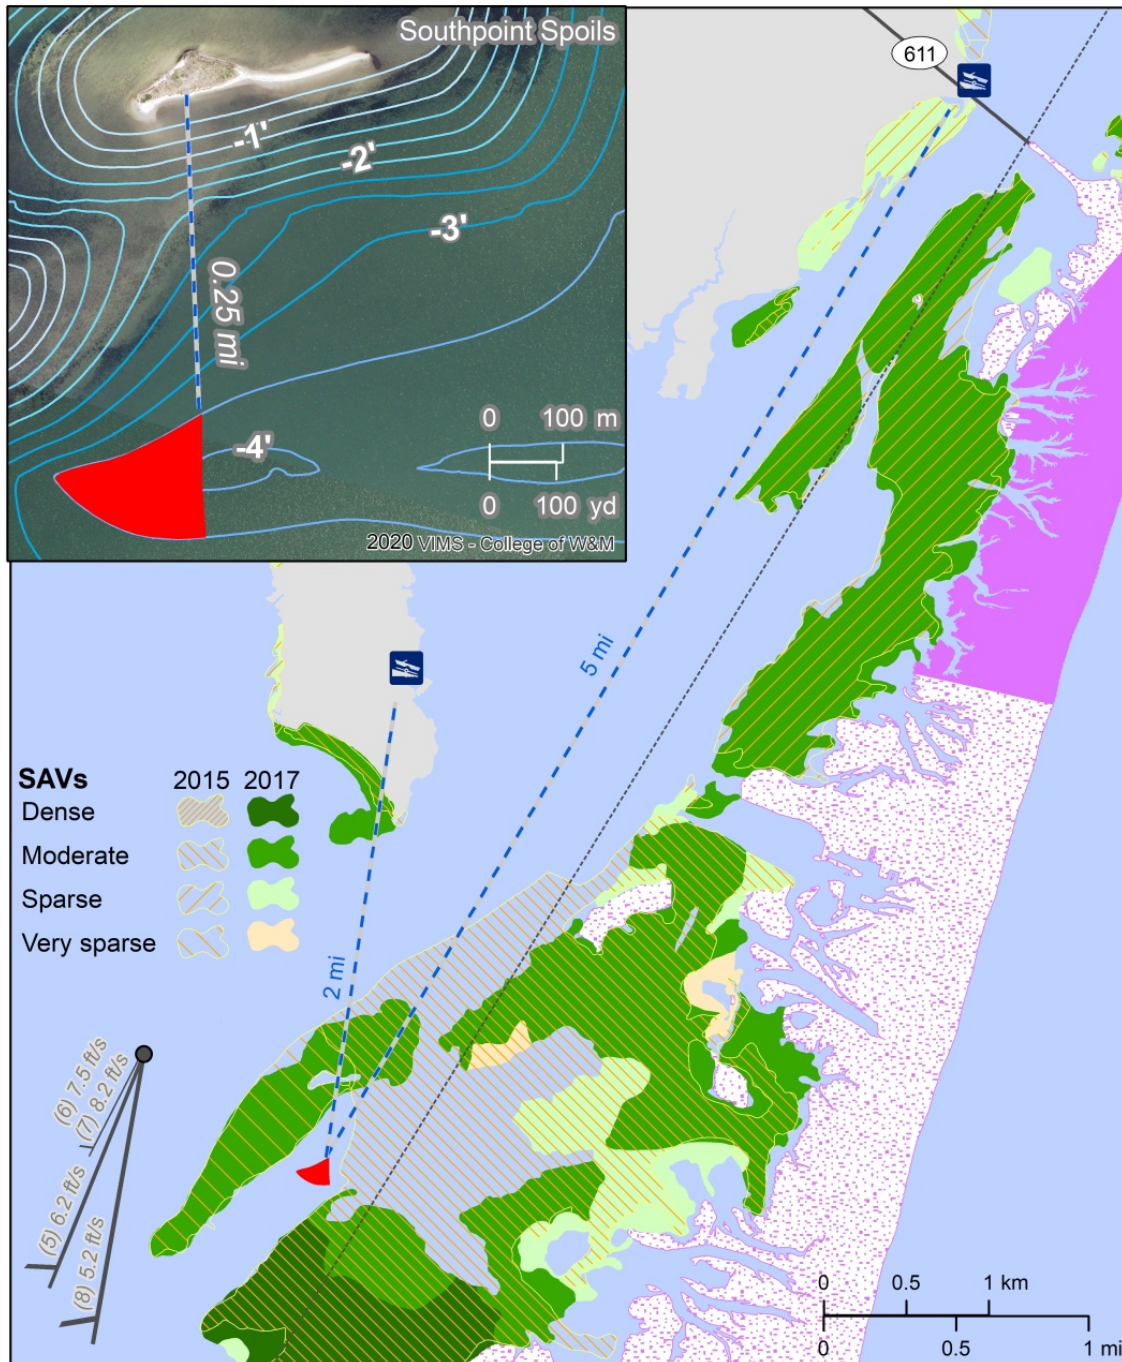 Southpoint Spoils
611
-1'
-2'
-3'
0.25 mi
-4'
0 100 m
0 100 yd
2020 VIMS - College of W&M
5 mi
2 mi
SAVs 2015 2017
Dense
Moderate
Sparse
Very sparse
(6) 7.5 ft/s
(7) 8.2 ft/s
(5) 6.2 ft/s
(8) 5.2 ft/s
0 0.5 1 km
0 0.5 1 mi